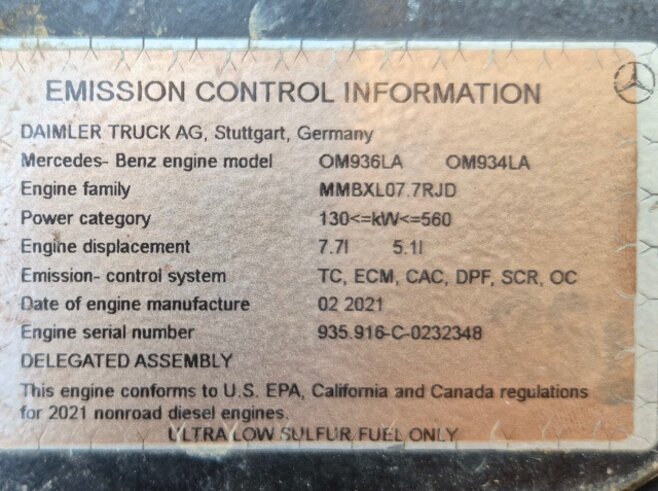 EMISSION CONTROL INFORMATION
DAIMLER TRUCK AG, Stuttgart, Germany
Mercedes- Benz engine model OM936LA OM934LA
Engine family MMBXL07.7RJD
Power category 130<=kW<=560
Engine displacement 7.7l 5.1l
Emission- control system TC, ECM, CAC, DPF, SCR, OC
Date of engine manufacture 02 2021
Engine serial number 935.916-C-0232348
DELEGATED ASSEMBLY
This engine conforms to U.S. EPA, California and Canada regulations
for 2021 nonroad diesel engines.
ULTRA LOW SULFUR FUEL ONLY